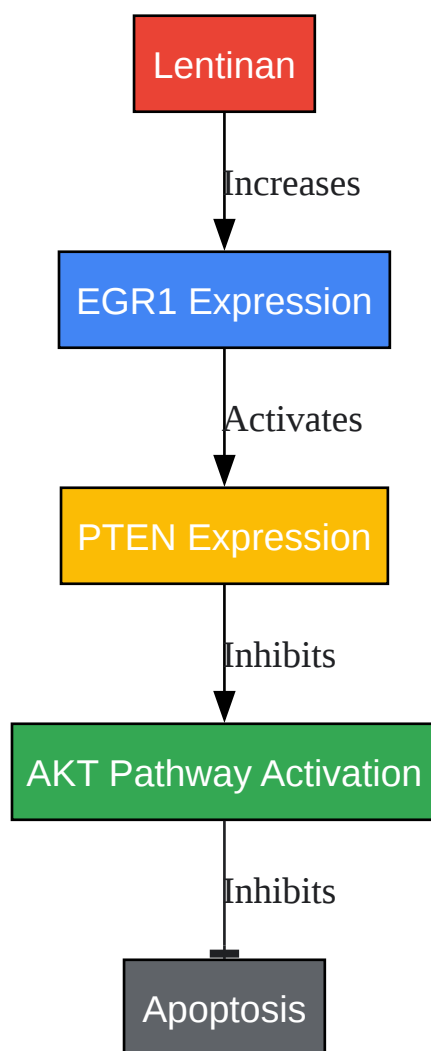 Lentinan
Increases
EGR1 Expression
Activates
PTEN Expression
Inhibits
AKT Pathway Activation
Inhibits
Apoptosis